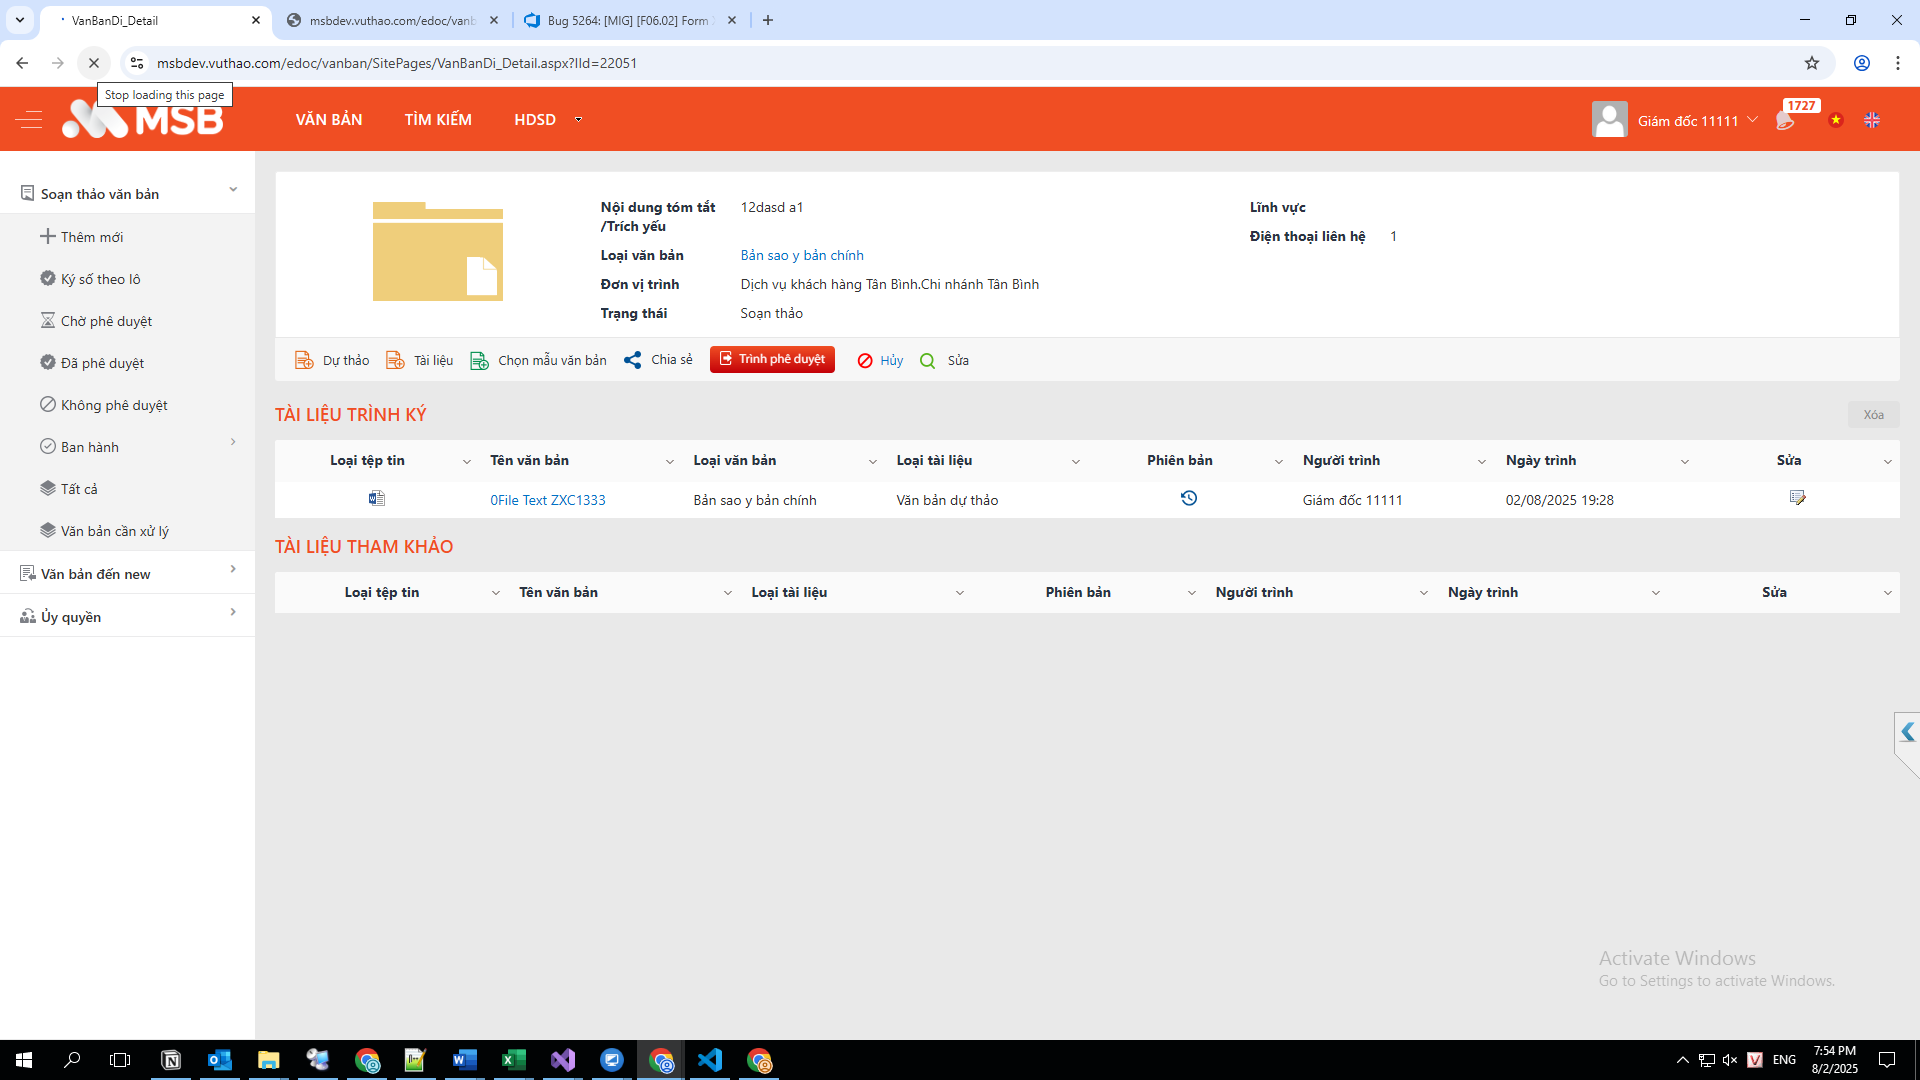 VanBanDi_Detail
msbdev.vuthao.com/edoc/vanb
Bug 5264: [MIG] [F06.02] Form
msbdev.vuthao.com/edoc/vanban/SitePages/VanBanDi_Detail.aspx?IId=22051
Stop loading this page
MSB
VĂN BẢN
TÌM KIẾM
HDSD
Giám đốc 11111
1727
Soạn thảo văn bản
Thêm mới
Ký số theo lô
Chờ phê duyệt
Đã phê duyệt
Không phê duyệt
Ban hành
Tất cả
Văn bản cần xử lý
Văn bản đến new
Ủy quyền
Nội dung tóm tắt
/Trích yếu
12dasd a1
Loại văn bản
Bản sao y bản chính
Đơn vị trình
Dịch vụ khách hàng Tân Bình.Chi nhánh Tân Bình
Trạng thái
Soạn thảo
Lĩnh vực
Điện thoại liên hệ
1
Dự thảo
Tài liệu
Chọn mẫu văn bản
Chia sẻ
Trình phê duyệt
Hủy
Sửa
TÀI LIỆU TRÌNH KÝ
Xóa
Loại tệp tin Tên văn bản Loại văn bản Loại tài liệu Phiên bản Người trình Ngày trình Sửa
0File Text ZXC1333 Bản sao y bản chính Văn bản dự thảo Giám đốc 11111 02/08/2025 19:28
TÀI LIỆU THAM KHẢO
Loại tệp tin Tên văn bản Loại tài liệu Phiên bản Người trình Ngày trình Sửa
Activate Windows
Go to Settings to activate Windows.
ENG
7:54 PM
8/2/2025